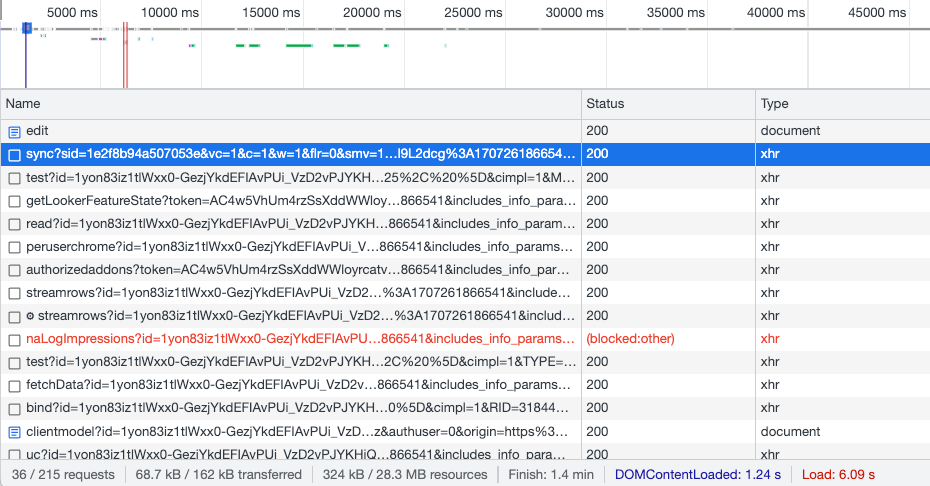 5000 ms 10000 ms 15000 ms 20000 ms 25000 ms 30000 ms 35000 ms 40000 ms 45000 ms
Name Status Type
edit 200 document
sync?sid=1e2f8b94a507053e&vc=1&c=1&w=1&flr=0&smv=1...l9L2dcg%3A170726186654... 200 xhr
test?id=1yon83iz1tlWxx0-GezjYkdEFlAvPUi_VzD2vPJYKH...25%2C%20%5D&cimpl=1&M... 200 xhr
getLookerFeatureState?token=AC4w5VhUm4rzSsXddWWloy...866541&includes_info_para... 200 xhr
read?id=1yon83iz1tlWxx0-GezjYkdEFlAvPUi_VzD2vPJYKH...866541&includes_info_param... 200 xhr
peruserchrome?id=1yon83iz1tlWxx0-GezjYkdEFlAvPUi_V...866541&includes_info_params... 200 xhr
authorizedaddons?token=AC4w5VhUm4rzSsXddWWloyrcatv...866541&includes_info_par... 200 xhr
streamrows?id=1yon83iz1tlWxx0-GezjYkdEFlAvPUi_VzD2...%3A1707261866541&include... 200 xhr
⚙ streamrows?id=1yon83iz1tlWxx0-GezjYkdEFlAvPUi_VzD2...%3A1707261866541&includ... 200 xhr
naLogImpressions?id=1yon83iz1tlWxx0-GezjYkdEFlAvPU...866541&includes_info_params... (blocked:other) xhr
test?id=1yon83iz1tlWxx0-GezjYkdEFlAvPUi_VzD2vPJYKH...2C%20%5D&cimpl=1&TYPE=... 200 xhr
fetchData?id=1yon83iz1tlWxx0-GezjYkdEFlAvPUi_VzD2v...866541&includes_info_params... 200 xhr
bind?id=1yon83iz1tlWxx0-GezjYkdEFlAvPUi_VzD2vPJYKH...0%5D&cimpl=1&RID=31844... 200 xhr
clientmodel?id=1yon83iz1tlWxx0-GezjYkdEFlAvPUi_VzD...z&authuser=0&origin=https%3... 200 document
uc?id=1yon83iz1tlWxx0-GezjYkdEFlAvPUi_VzD2vPJYKHiQ...866541&includes_info_params... 200 xhr
36 / 215 requests 68.7 kB / 162 kB transferred 324 kB / 28.3 MB resources Finish: 1.4 min DOMContentLoaded: 1.24 s Load: 6.09 s